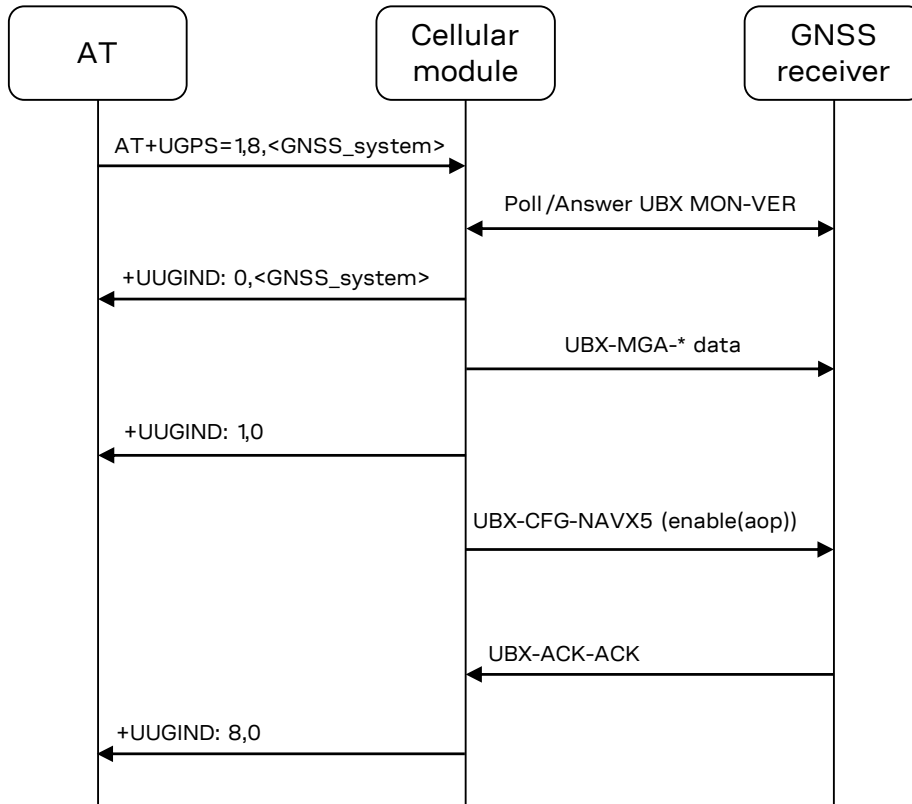 AT
Cellular
module
GNSS
receiver
AT+UGPS=1,8,<GNSS_system>
Poll/Answer UBX MON-VER
+UUGIND: 0,<GNSS_system>
UBX-MGA-* data
+UUGIND: 1,0
UBX-CFG-NAVX5 (enable(aop))
UBX-ACK-ACK
+UUGIND: 8,0